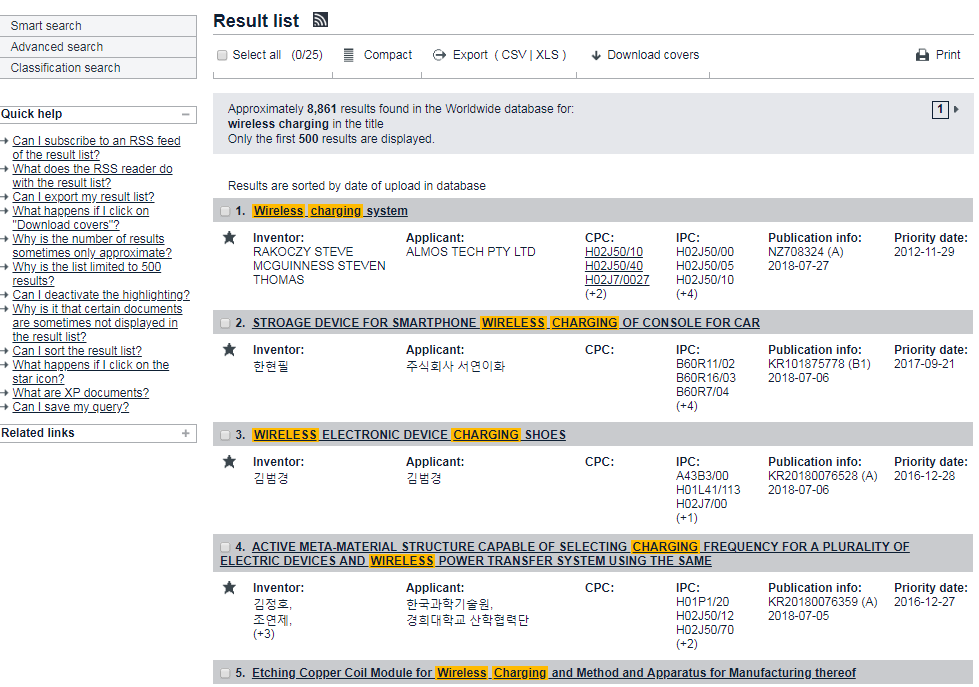 Smart search
Advanced search
Classification search
Quick help
Can I subscribe to an RSS feed
of the result list?
What does the RSS reader do
with the result list?
Can I export my result list?
What happens if I click on
"Download covers"?
Why is the number of results
sometimes only approximate?
Why is the list limited to 500
results?
Can I deactivate the highlighting?
Why is it that certain documents
are sometimes not displayed in
the result list?
Can I sort the result list?
What happens if I click on the
star icon?
What are XP documents?
Can I save my query?
Related links
Result list
Select all (0/25) Compact Export ( CSV | XLS ) Download covers Print
Approximately 8,861 results found in the Worldwide database for:
wireless charging in the title
Only the first 500 results are displayed.
1
Results are sorted by date of upload in database
1. Wireless charging system
Inventor: Applicant: CPC: IPC: Publication info: Priority date:
RAKOCZY STEVE ALMOS TECH PTY LTD H02J50/10 H02J50/00 NZ708324 (A) 2012-11-29
MCGUINNESS STEVEN H02J50/40 H02J50/05 2018-07-27
THOMAS H02J7/0027 H02J50/10
(+2) (+4)
2. STROAGE DEVICE FOR SMARTPHONE WIRELESS CHARGING OF CONSOLE FOR CAR
Inventor: Applicant: CPC: IPC: Publication info: Priority date:
한현필 주식회사 서연이화 B60R11/02 KR101875778 (B1) 2017-09-21
B60R16/03 2018-07-06
B60R7/04
(+4)
3. WIRELESS ELECTRONIC DEVICE CHARGING SHOES
Inventor: Applicant: CPC: IPC: Publication info: Priority date:
김범경 김범경 A43B3/00 KR20180076528 (A) 2016-12-28
H01L41/113 2018-07-06
H02J7/00
(+1)
4. ACTIVE META-MATERIAL STRUCTURE CAPABLE OF SELECTING CHARGING FREQUENCY FOR A PLURALITY OF
ELECTRIC DEVICES AND WIRELESS POWER TRANSFER SYSTEM USING THE SAME
Inventor: Applicant: CPC: IPC: Publication info: Priority date:
김정호, 한국과학기술원, H01P1/20 KR20180076359 (A) 2016-12-27
조연제, 경희대학교 산학협력단 H02J50/12 2018-07-05
(+3) H02J50/70
(+2)
5. Etching Copper Coil Module for Wireless Charging and Method and Apparatus for Manufacturing thereof